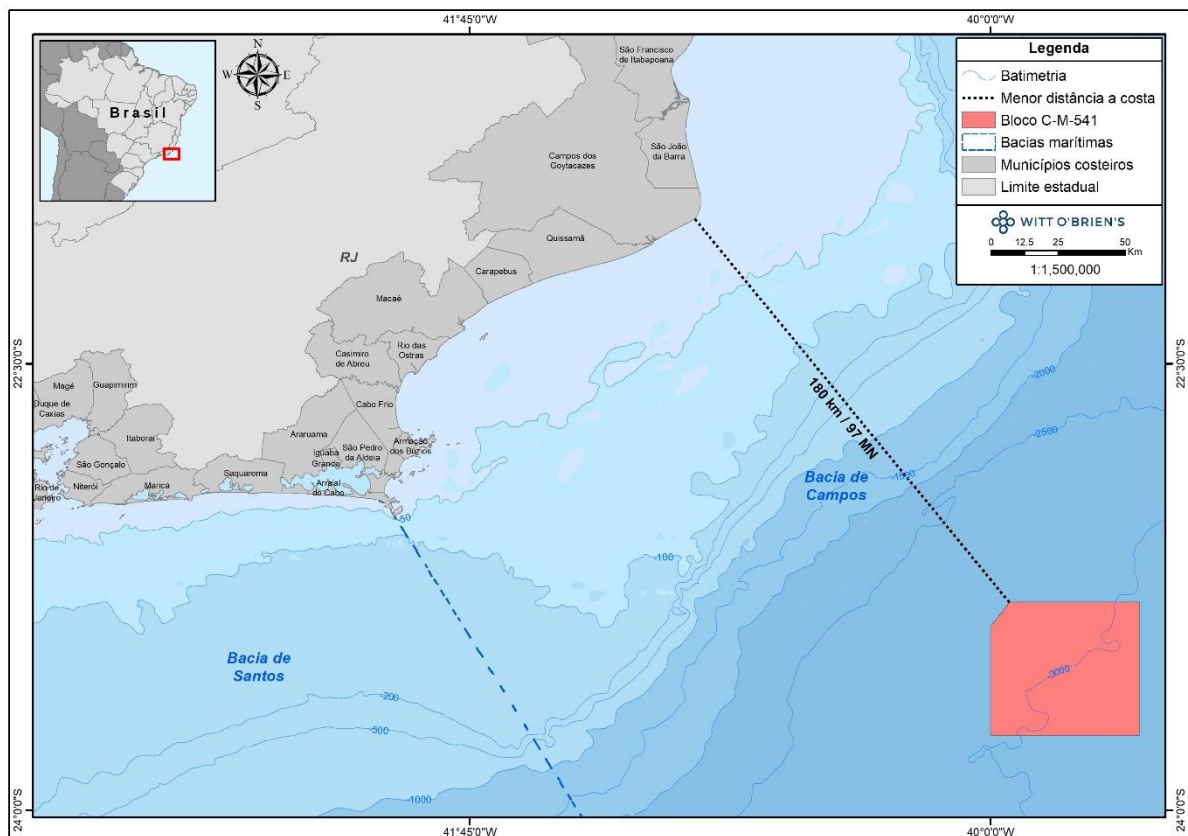 41°45'0"W
40°0'0"W
N
W
E
S
Brasil
São Francisco
de Itabapoana
São João
da Barra
Campos dos
Goytacazes
Quissamã
Carapebus
RJ
Macaé
Rio das
Ostras
Casimiro
de Abreu
Cabo Frio
Magé
Guapimirim
Duque de
Caxias
Itaboraí
Araruama
Iguaba
Grande
São Pedro
da Aldeia
Armação
dos Búzios
São Gonçalo
Saquarema
Rio de
Janeiro
Niterói
Maricá
Arraial
do Cabo
Legenda
Batimetria
Menor distância a costa
Bloco C-M-541
Bacias marítimas
Municípios costeiros
Limite estadual
WITT O'BRIEN'S
0 12.5 25 50
Km
1:1,500,000
22°30'0"S
22°30'0"S
180 km / 97 MN
-2000
-2500
-1500
Bacia de
Campos
-50
-100
Bacia de
Santos
-200
-500
-1000
-3000
24°0'0"S
24°0'0"S
41°45'0"W
40°0'0"W